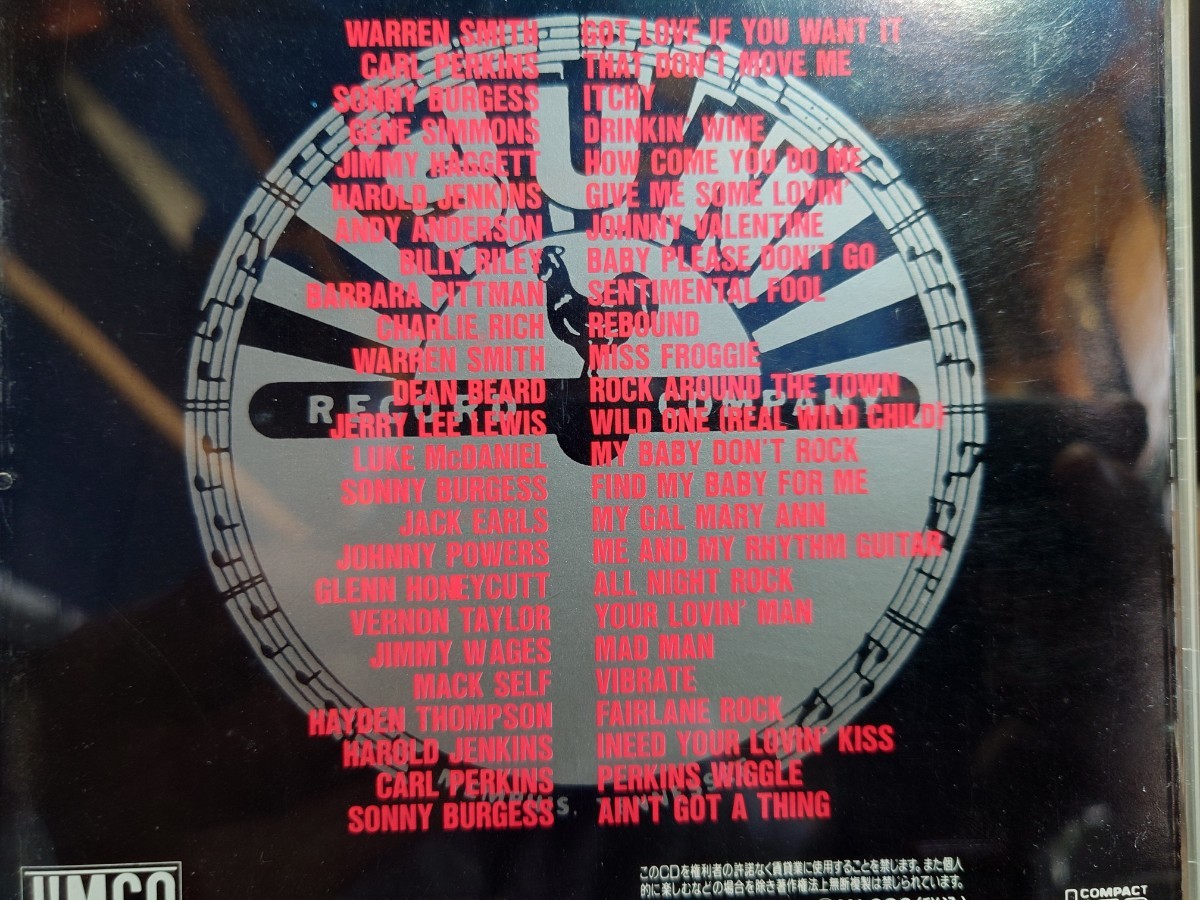 WARREN SMITH GOT LOVE IF YOU WANT IT
CARL PERKINS THAT DON'T MOVE ME
SONNY BURGESS ITCHY
GENE SIMMONS DRINKIN' WINE
JIMMY HAGGETT HOW COME YOU DO ME
HAROLD JENKINS GIVE ME SOME LOVIN'
ANDY ANDERSON JOHNNY VALENTINE
BILLY RILEY BABY PLEASE DON'T GO
BARBARA PITTMAN SENTIMENTAL FOOL
CHARLIE RICH REBOUND
WARREN SMITH MISS FROGGIE
DEAN BEARD ROCK AROUND THE TOWN
RECORD COMPANY
JERRY LEE LEWIS WILD ONE (REAL WILD CHILD)
LUKE McDANIEL MY BABY DON'T ROCK
SONNY BURGESS FIND MY BABY FOR ME
JACK EARLS MY GAL MARY ANN
JOHNNY POWERS ME AND MY RHYTHM GUITAR
GLENN HONEYCUTT ALL NIGHT ROCK
VERNON TAYLOR YOUR LOVIN' MAN
JIMMY WAGES MAD MAN
MACK SELF VIBRATE
HAYDEN THOMPSON FAIRLANE ROCK
HAROLD JENKINS INEED YOUR LOVIN' KISS
CARL PERKINS PERKINS WIGGLE
SONNY BURGESS AIN'T GOT A THING
このCDを権利者の許諾なく賃貸業に使用することを禁じます。また個人
的に楽しむなどの場合を除き著作権法上無断複製は禁じられています。
COMPACT